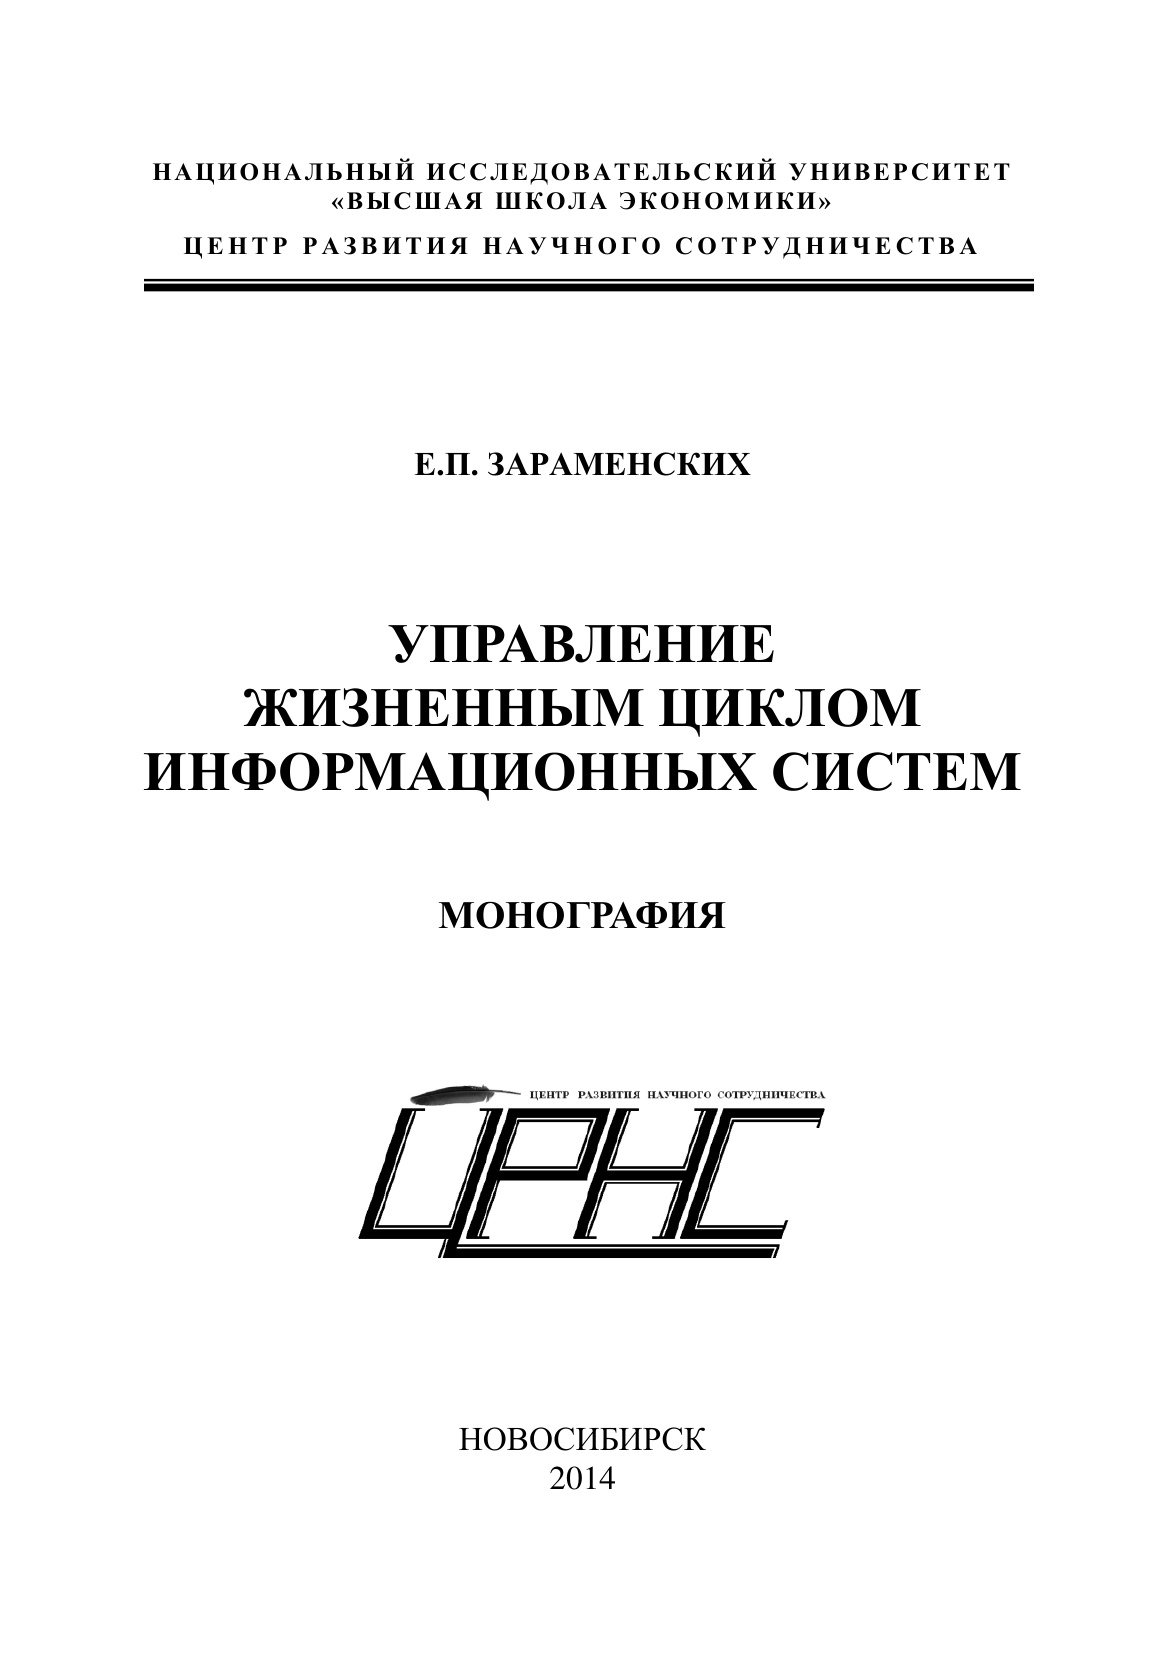 НАЦИОНАЛЬНЫЙ ИССЛЕДОВАТЕЛЬСКИЙ УНИВЕРСИТЕТ
«ВЫСШАЯ ШКОЛА ЭКОНОМИКИ»
ЦЕНТР РАЗВИТИЯ НАУЧНОГО СОТРУДНИЧЕСТВА
Е.П. ЗАРАМЕНСКИХ
УПРАВЛЕНИЕ
ЖИЗНЕННЫМ ЦИКЛОМ
ИНФОРМАЦИОННЫХ СИСТЕМ
МОНОГРАФИЯ
ЦЕНТР РАЗВИТИЯ НАУЧНОГО СОТРУДНИЧЕСТВА
ЦРНС
НОВОСИБИРСК
2014